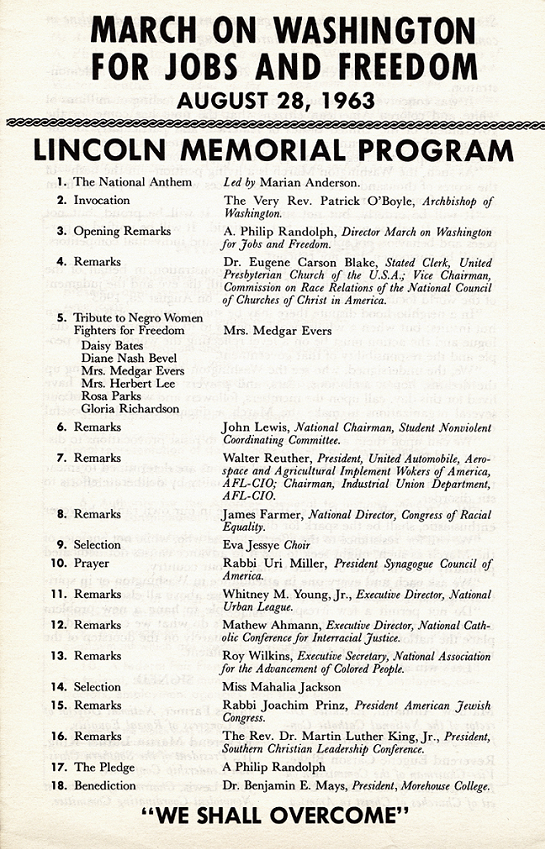 MARCH ON WASHINGTON
FOR JOBS AND FREEDOM
AUGUST 28, 1963
LINCOLN MEMORIAL PROGRAM
1. The National Anthem Led by Marian Anderson.
2. Invocation The Very Rev. Patrick O'Boyle, Archbishop of
Washington.
3. Opening Remarks A. Philip Randolph, Director March on Washington
for Jobs and Freedom.
4. Remarks Dr. Eugene Carson Blake, Stated Clerk, United
Presbyterian Church of the U.S.A.; Vice Chairman,
Commission on Race Relations of the National Council
of Churches of Christ in America.
5. Tribute to Negro Women
Fighters for Freedom Mrs. Medgar Evers
Daisy Bates
Diane Nash Bevel
Mrs. Medgar Evers
Mrs. Herbert Lee
Rosa Parks
Gloria Richardson
6. Remarks John Lewis, National Chairman, Student Nonviolent
Coordinating Committee.
7. Remarks Walter Reuther, President, United Automobile, Aero-
space and Agricultural Implement Wokers of America,
AFL-CIO; Chairman, Industrial Union Department,
AFL-CIO.
8. Remarks James Farmer, National Director, Congress of Racial
Equality.
9. Selection Eva Jessye Choir
10. Prayer Rabbi Uri Miller, President Synagogue Council of
America.
11. Remarks Whitney M. Young, Jr., Executive Director, National
Urban League.
12. Remarks Mathew Ahmann, Executive Director, National Cath-
olic Conference for Interracial Justice.
13. Remarks Roy Wilkins, Executive Secretary, National Association
for the Advancement of Colored People.
14. Selection Miss Mahalia Jackson
15. Remarks Rabbi Joachim Prinz, President American Jewish
Congress.
16. Remarks The Rev. Dr. Martin Luther King, Jr., President,
Southern Christian Leadership Conference.
17. The Pledge A Philip Randolph
18. Benediction Dr. Benjamin E. Mays, President, Morehouse College.
"WE SHALL OVERCOME"